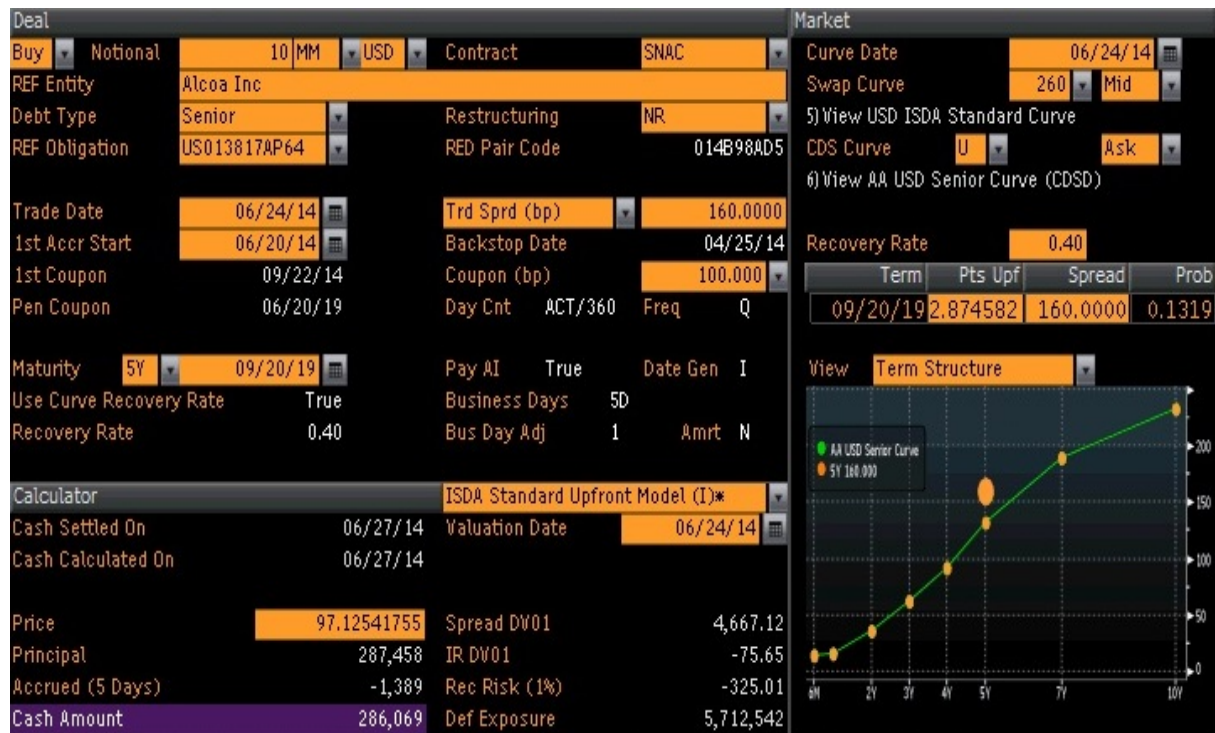 Deal
Buy Notional 10 MM USD Contract SNAC
REF Entity Alcoa Inc
Debt Type Senior Restructuring NR
REF Obligation US013817AP64 RED Pair Code 014B98AD5
Trade Date 06/24/14 Trd Sprd (bp) 160.0000
1st Accr Start 06/20/14 Backstop Date 04/25/14
1st Coupon 09/22/14 Coupon (bp) 100.000
Pen Coupon 06/20/19 Day Cnt ACT/360 Freq Q
Maturity 5Y 09/20/19 Pay AI True Date Gen I
Use Curve Recovery Rate True Business Days 5D
Recovery Rate 0.40 Bus Day Adj 1 Amrt N
Calculator ISDA Standard Upfront Model (I)*
Cash Settled On 06/27/14 Valuation Date 06/24/14
Cash Calculated On 06/27/14
Price 97.12541755 Spread DV01 4,667.12
Principal 287,458 IR DV01 -75.65
Accrued (5 Days) -1,389 Rec Risk (1%) -325.01
Cash Amount 286,069 Def Exposure 5,712,542
Market
Curve Date 06/24/14
Swap Curve 260 Mid
5) View USD ISDA Standard Curve
CDS Curve U Ask
6) View AA USD Senior Curve (CDSD)
Recovery Rate 0.40
Term Pts Upf Spread Prob
09/20/19 2.874582 160.0000 0.1319
View Term Structure
AA USD Senior Curve
5Y 160.000
200
150
100
50
0
6M 2Y 3Y 4Y 5Y 7Y 10Y